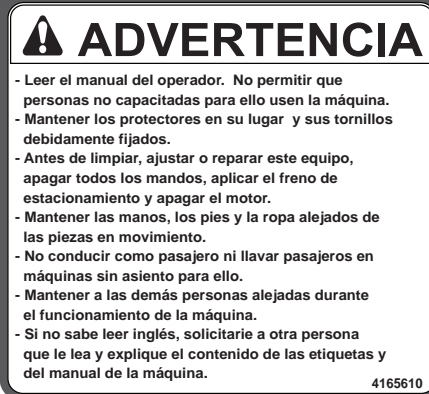 ADVERTENCIA
- Leer el manual del operador. No permitir que
personas no capacitadas para ello usen la máquina.
- Mantener los protectores en su lugar y sus tornillos
debidamente fijados.
- Antes de limpiar, ajustar o reparar este equipo,
apagar todos los mandos, aplicar el freno de
estacionamiento y apagar el motor.
- Mantener las manos, los pies y la ropa alejados de
las piezas en movimiento.
- No conducir como pasajero ni llavar pasajeros en
máquinas sin asiento para ello.
- Mantener a las demás personas alejadas durante
el funcionamiento de la máquina.
- Si no sabe leer inglés, solicitarie a otra persona
que le lea y explique el contenido de las etiquetas y
del manual de la máquina.
4165610